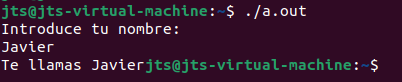 jts@jts-virtual-machine:~$ ./a.out
Introduce tu nombre:
Javier
Te llamas Javierjts@jts-virtual-machine:~$